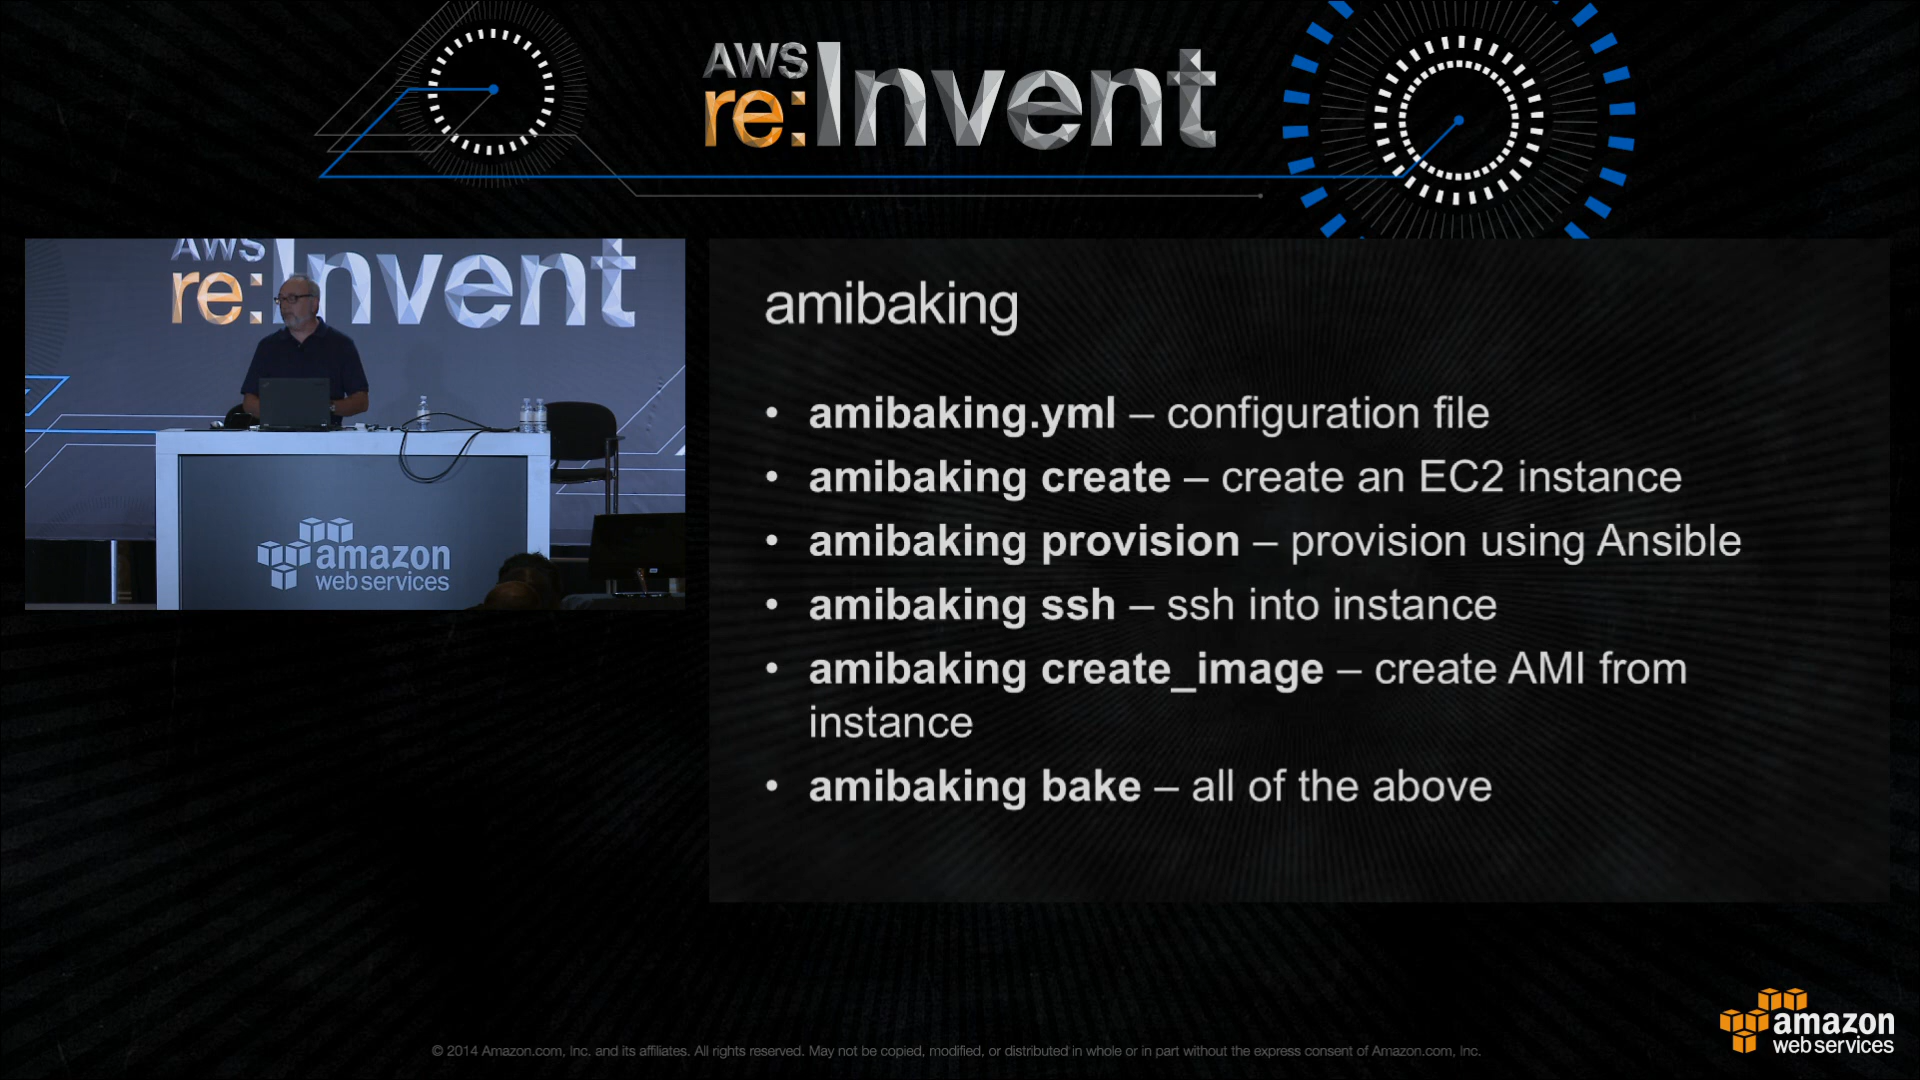 AWS
re:Invent
AWS
re:Invent
amazon
web services
amibaking
• amibaking.yml – configuration file
• amibaking create – create an EC2 instance
• amibaking provision – provision using Ansible
• amibaking ssh – ssh into instance
• amibaking create_image – create AMI from
instance
• amibaking bake – all of the above
amazon
web services
© 2014 Amazon.com, Inc. and its affiliates. All rights reserved. May not be copied, modified, or distributed in whole or in part without the express consent of Amazon.com, Inc.